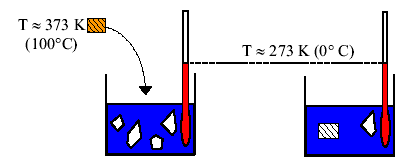 T ≈ 373 K
(100°C)
T ≈ 273 K (0° C)